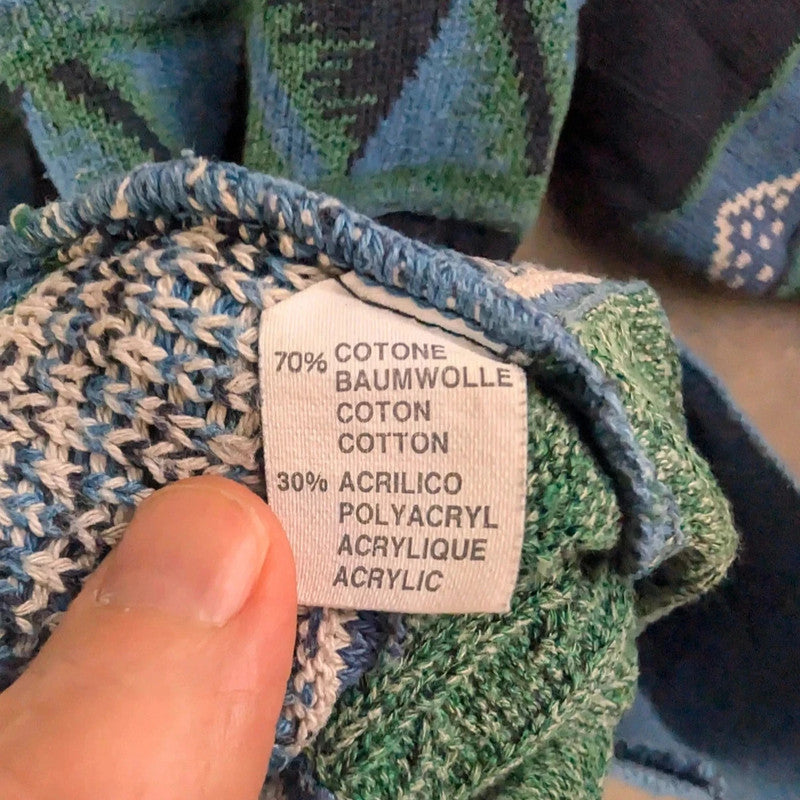 70% COTONE
BAUMWOLLE
COTON
COTTON
30% ACRILICO
POLYACRYL
ACRYLIQUE
ACRYLIC